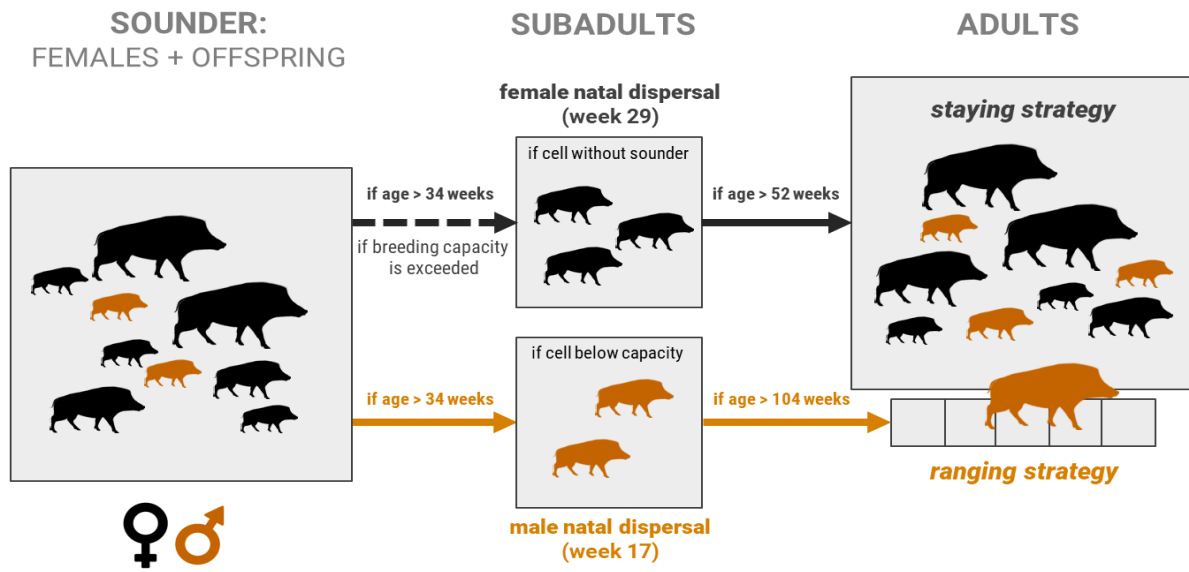 SOUNDER:
FEMALES + OFFSPRING
SUBADULTS
ADULTS
female natal dispersal
(week 29)
if cell without sounder
if age > 34 weeks
if breeding capacity
is exceeded
if age > 52 weeks
staying strategy
if cell below capacity
if age > 34 weeks
if age > 104 weeks
male natal dispersal
(week 17)
ranging strategy